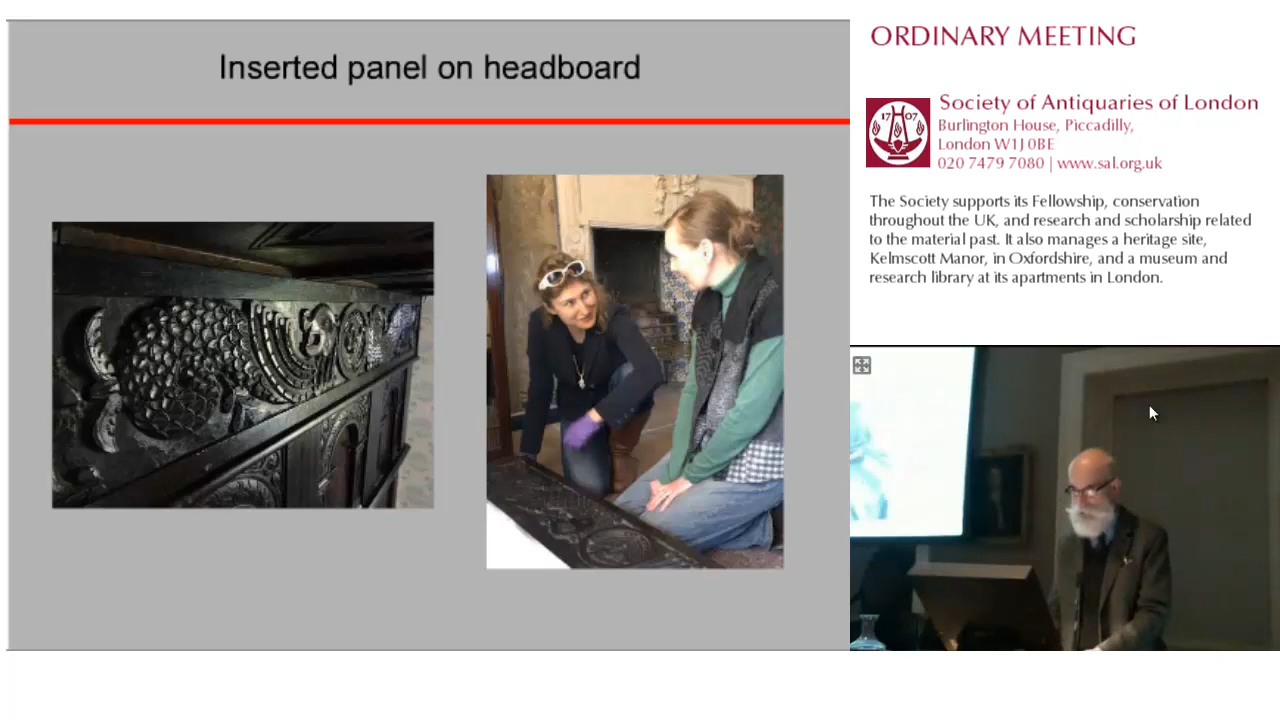 Inserted panel on headboard
ORDINARY MEETING
17 07
Society of Antiquaries of London
Burlington House, Piccadilly,
London W1J 0BE
020 7479 7080 | www.sal.org.uk
The Society supports its Fellowship, conservation
throughout the UK, and research and scholarship related
to the material past. It also manages a heritage site,
Kelmscott Manor, in Oxfordshire, and a museum and
research library at its apartments in London.